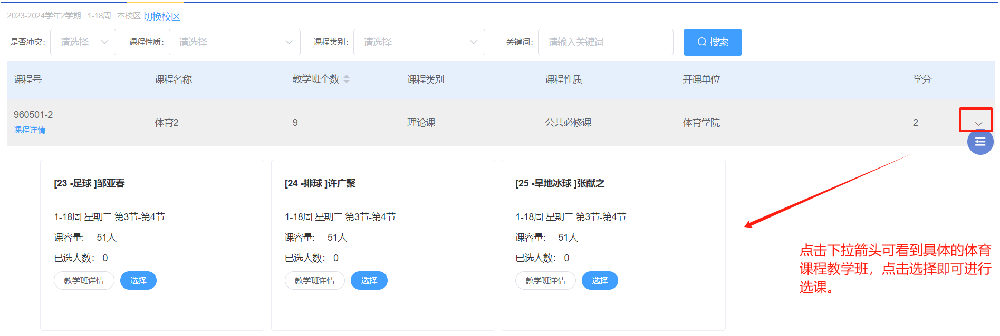 2023-2024学年2学期 1-18周 本校区 切换校区
是否冲突: 请选择 课程性质: 请选择 课程类别: 请选择 关键词: 请输入关键词 搜索
课程号 课程名称 教学班个数 课程类别 课程性质 开课单位 学分
960501-2
课程详情
体育2 9 理论课 公共必修课 体育学院 2
[23 -足球 ]邹亚春
1-18周 星期二 第3节-第4节
课容量: 51人
已选人数: 0
教学班详情 选择
[24 -排球 ]许广聚
1-18周 星期二 第3节-第4节
课容量: 51人
已选人数: 0
教学班详情 选择
[25 -旱地冰球 ]张献之
1-18周 星期二 第3节-第4节
课容量: 51人
已选人数: 0
教学班详情 选择
点击下拉箭头可看到具体的体育
课程教学班，点击选择即可进行
选课。